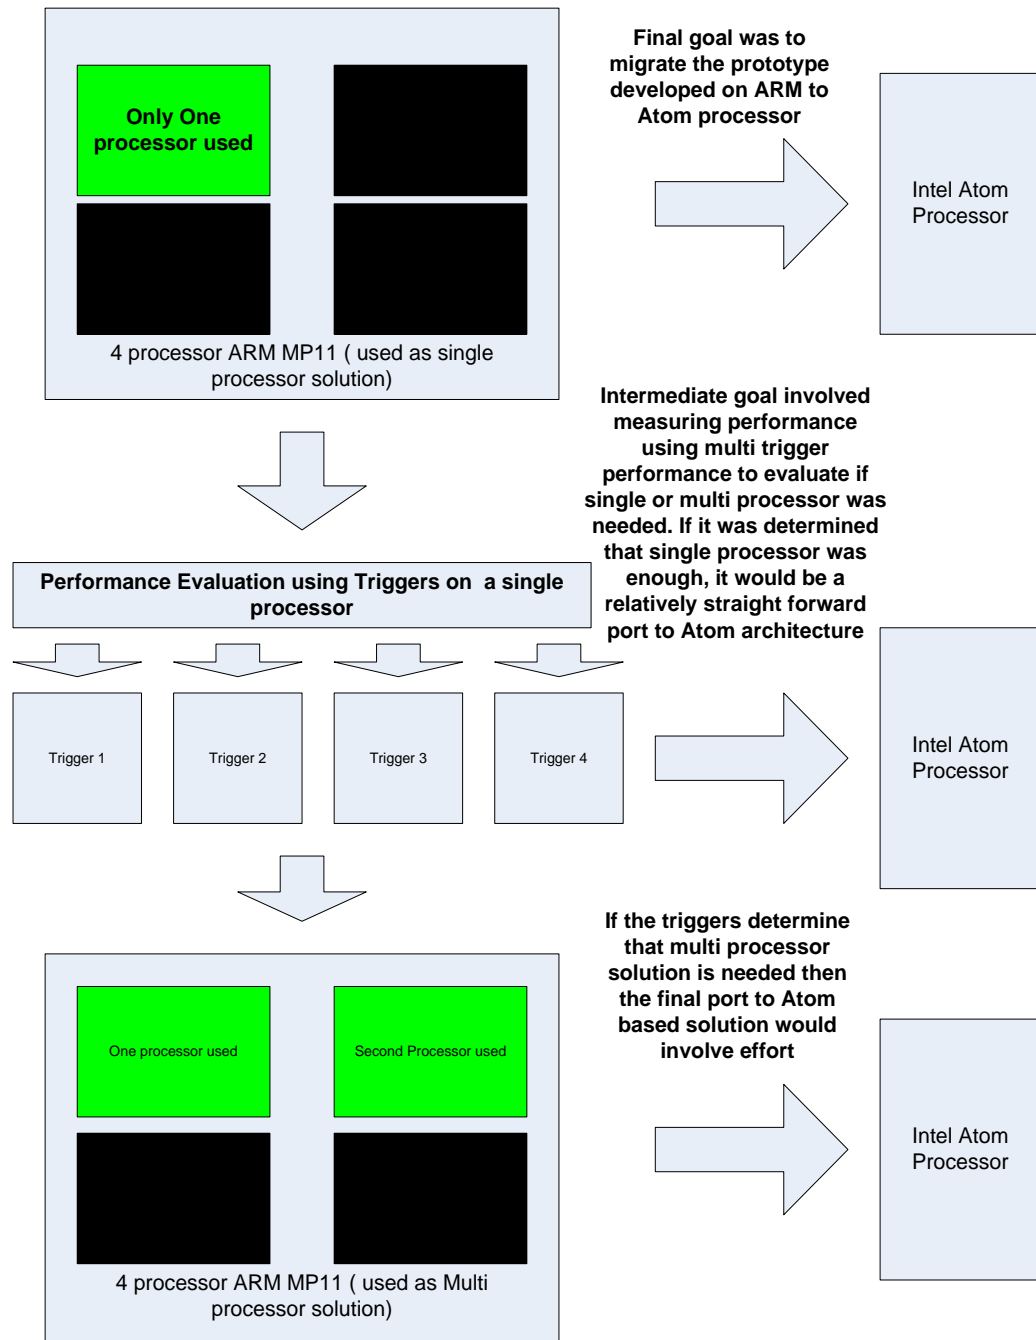 Final goal was to
migrate the prototype
developed on ARM to
Atom processor
Only One
processor used
Intel Atom
Processor
4 processor ARM MP11 ( used as single
processor solution)
Intermediate goal involved
measuring performance
using multi trigger
performance to evaluate if
single or multi processor was
needed. If it was determined
that single processor was
enough, it would be a
relatively straight forward
port to Atom architecture
Performance Evaluation using Triggers on a single
processor
Trigger 1
Trigger 2
Trigger 3
Trigger 4
Intel Atom
Processor
If the triggers determine
that multi processor
solution is needed then
the final port to Atom
based solution would
involve effort
One processor used
Second Processor used
Intel Atom
Processor
4 processor ARM MP11 ( used as Multi
processor solution)